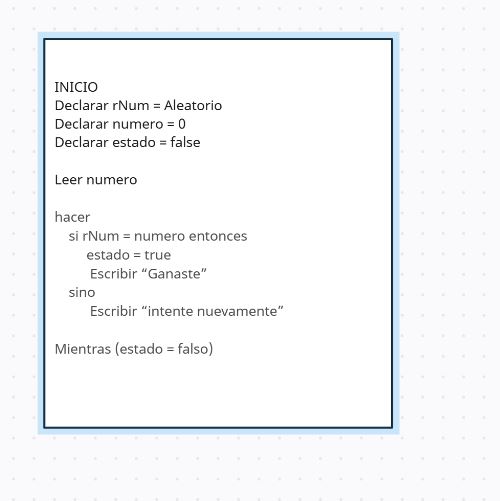 INICIO
Declarar rNum = Aleatorio
Declarar numero = 0
Declarar estado = false
Leer numero
hacer
si rNum = numero entonces
estado = true
Escribir “Ganaste”
sino
Escribir “intente nuevamente”
Mientras (estado = falso)